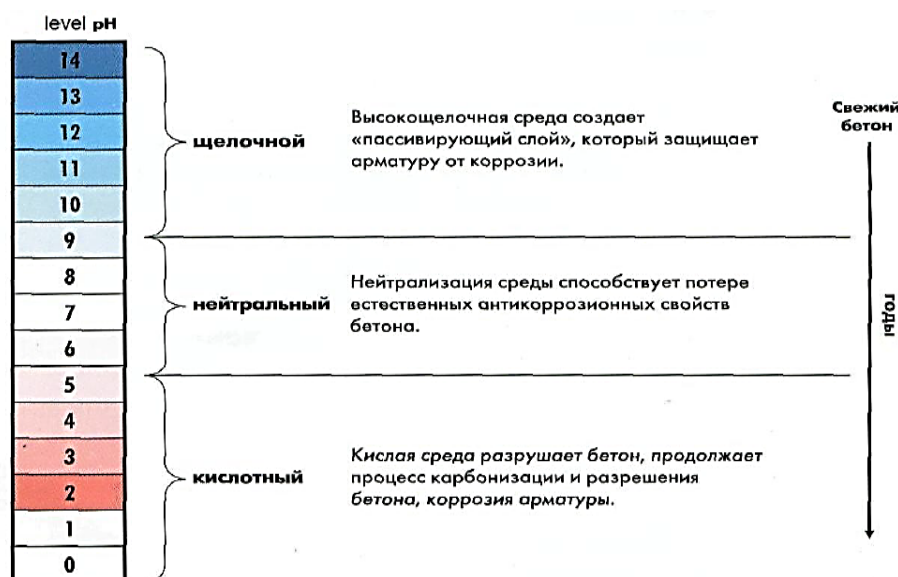 level pH
14
13
12
11
10
9
8
7
6
5
4
3
2
1
0
щелочной
Высокощелочная среда создает
«пассивирующий слой», который защищает
арматуру от коррозии.
нейтральный
Нейтрализация среды способствует потере
естественных антикоррозионных свойств
бетона.
кислотный
Кислая среда разрушает бетон, продолжает
процесс карбонизации и разрешения
бетона, коррозия арматуры.
Свежий
бетон
годы